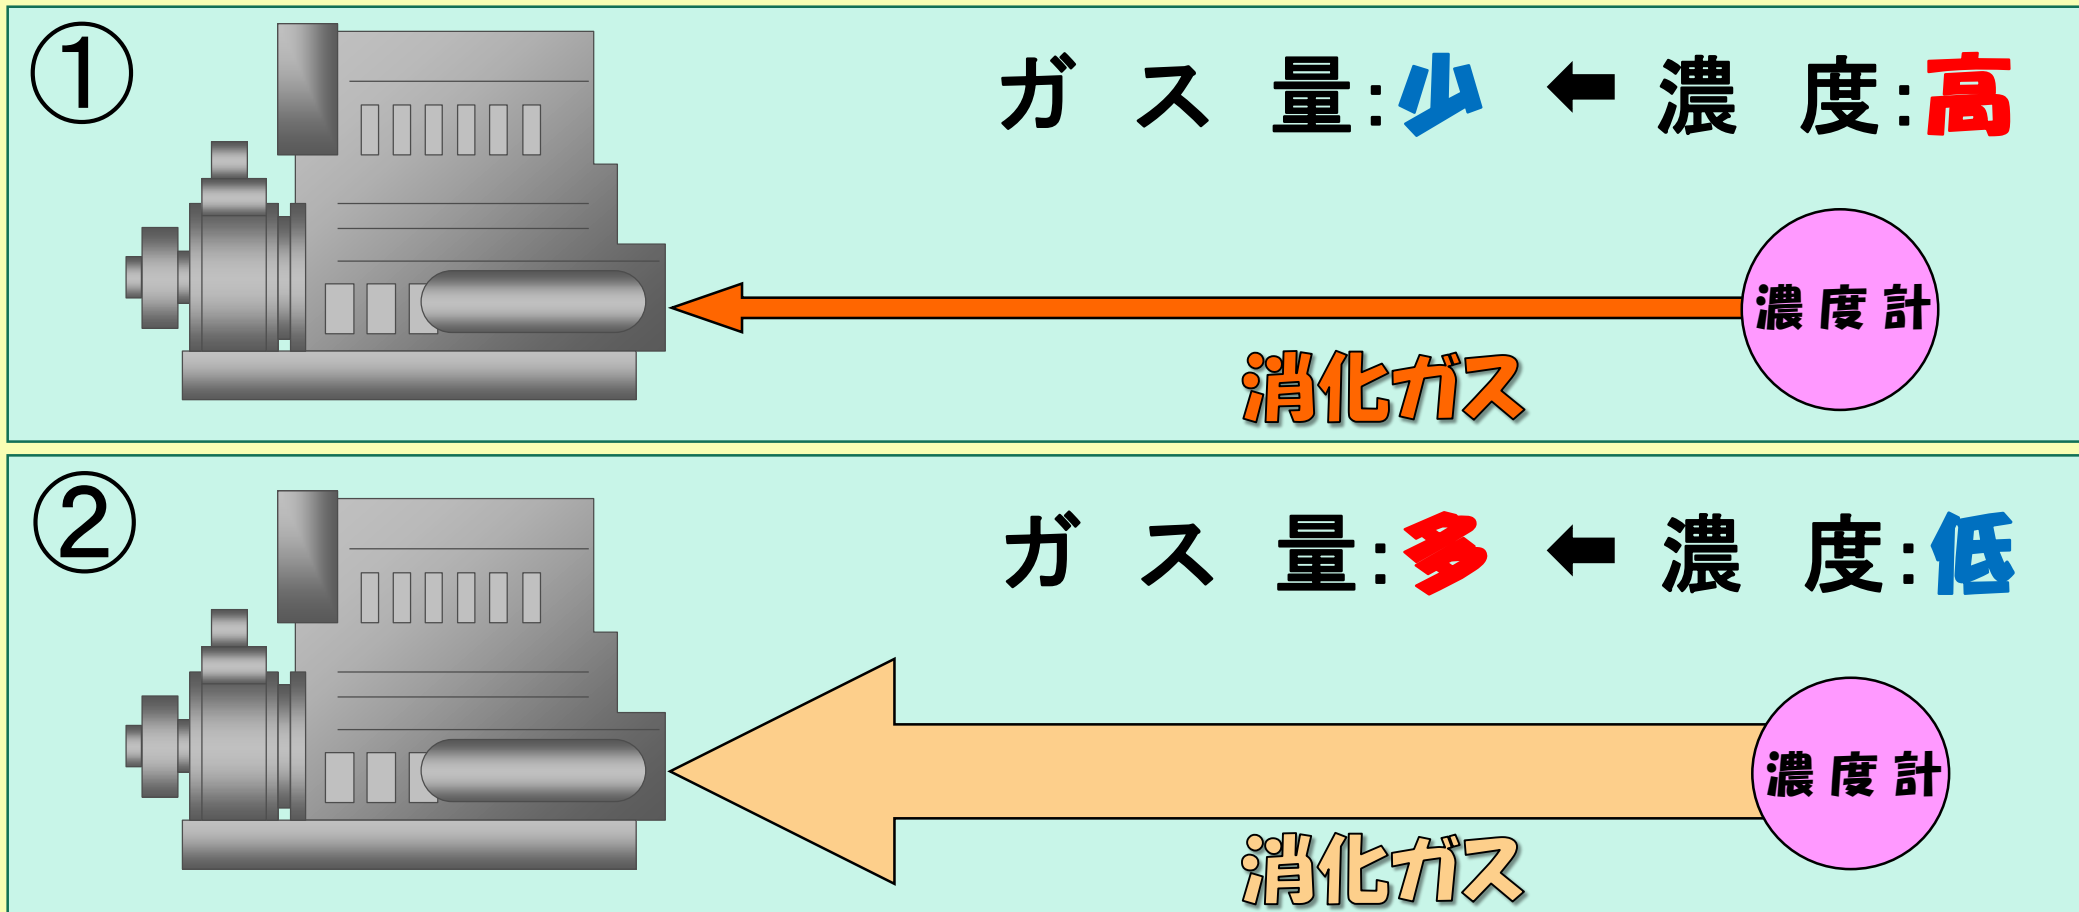 ①
ガス量:少 ⬅ 濃度:高
濃度計
消化ガス
②
ガス量:多 ⬅ 濃度:低
濃度計
消化ガス